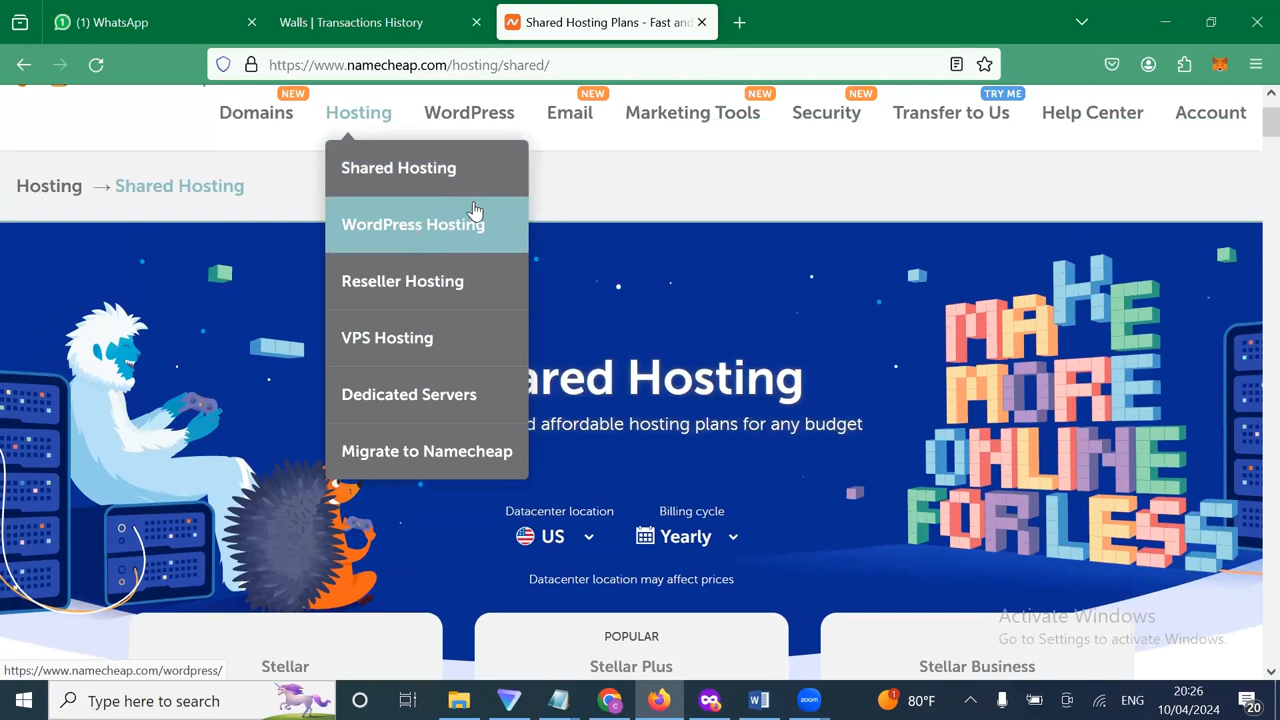 (1) WhatsApp
Walls | Transactions History
Shared Hosting Plans - Fast and
https://www.namecheap.com/hosting/shared/
NEW
NEW
NEW
NEW
TRY ME
Domains
Hosting
WordPress
Email
Marketing Tools
Security
Transfer to Us
Help Center
Account
Hosting → Shared Hosting
Shared Hosting
WordPress Hosting
Reseller Hosting
VPS Hosting
Dedicated Servers
Migrate to Namecheap
ared Hosting
d affordable hosting plans for any budget
MAKE
MORE
ONLINE
FOR LESS
Datacenter location
Billing cycle
US
Yearly
Datacenter location may affect prices
POPULAR
Stellar
Stellar Plus
Stellar Business
Activate Windows
Go to Settings to activate Windows.
https://www.namecheap.com/wordpress/
Type here to search
1
80°F
ENG
20:26
10/04/2024
20